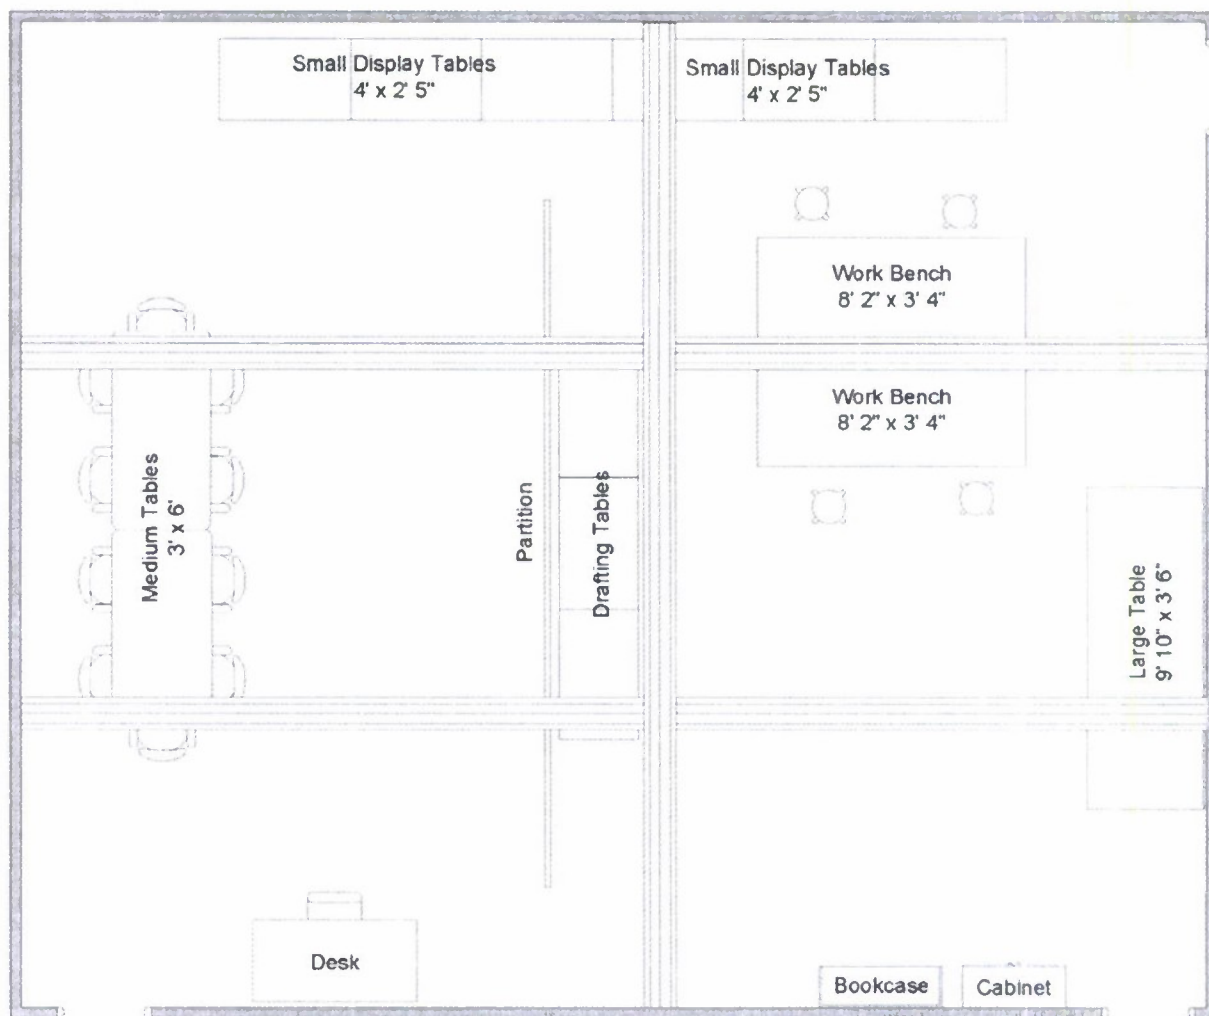 Small Display Tables
4' x 2' 5"
Small Display Tables
4' x 2' 5"
Work Bench
8' 2" x 3' 4"
Work Bench
8' 2" x 3' 4"
Medium Tables
3' x 6'
Partition
Drafting Tables
Large Table
9' 10" x 3' 6"
Desk
Bookcase
Cabinet